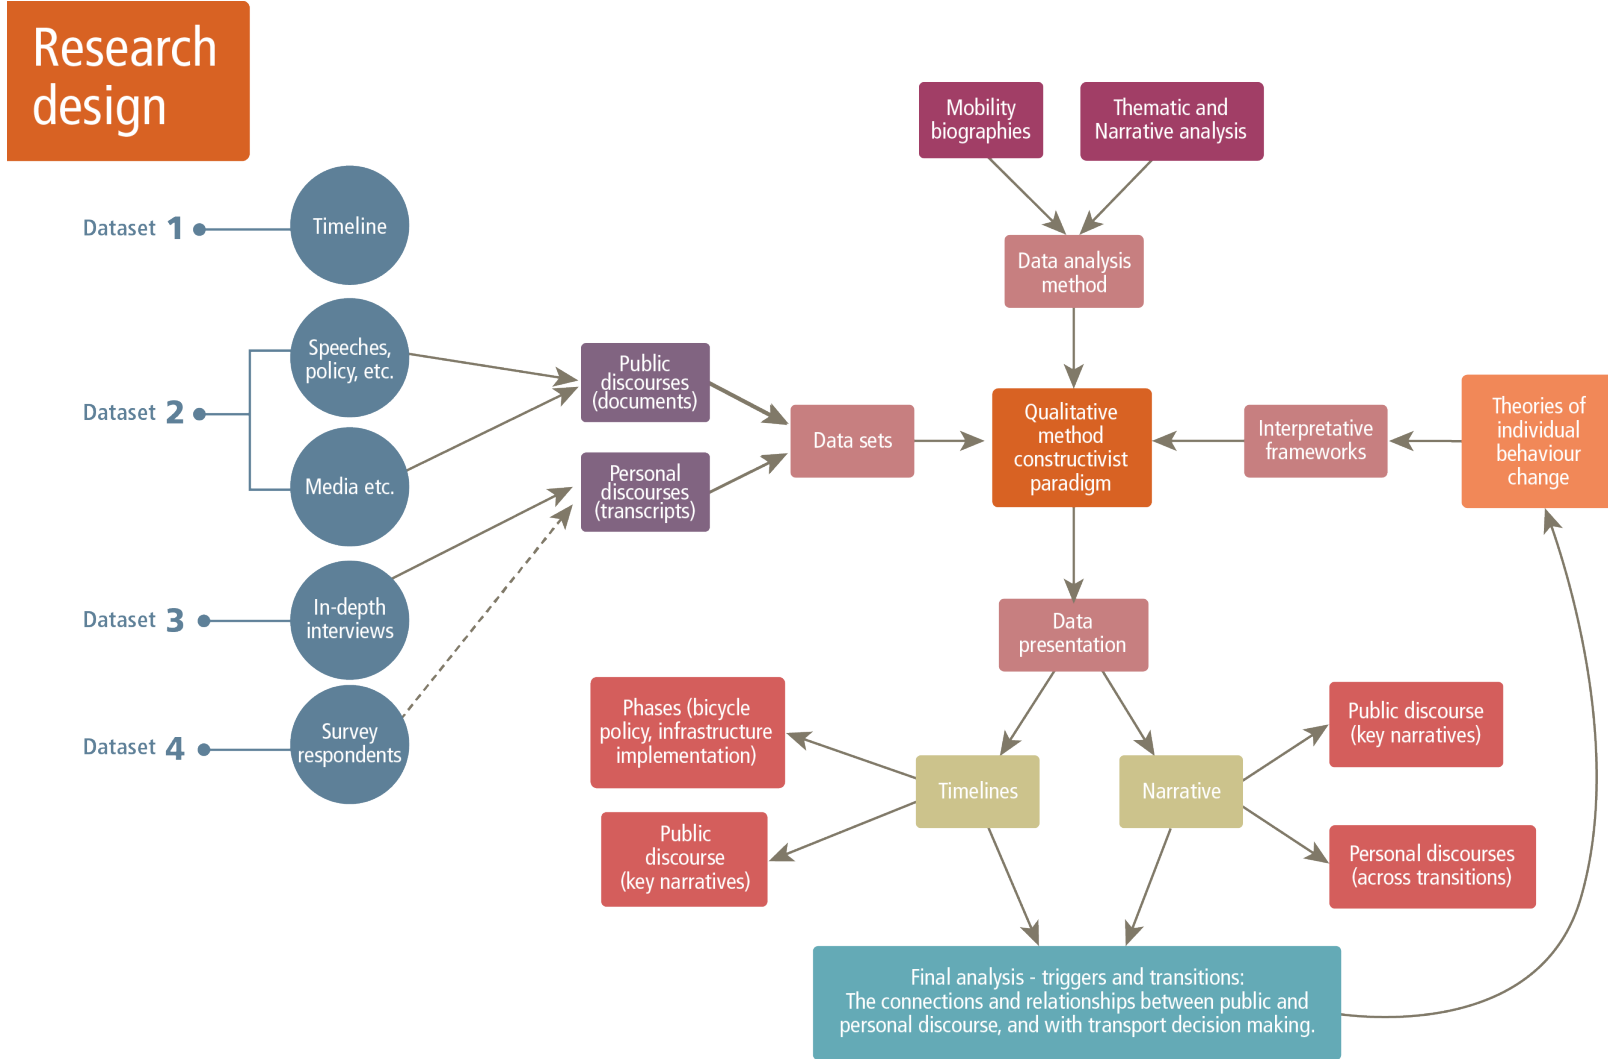 Research
design
Mobility
biographies
Thematic and
Narrative analysis
Dataset 1
Timeline
Data analysis
method
Dataset 2
Speeches,
policy, etc.
Media etc.
Public
discourses
(documents)
Personal
discourses
(transcripts)
Data sets
Qualitative
method
constructivist
paradigm
Interpretative
frameworks
Theories of
individual
behaviour
change
Dataset 3
In-depth
interviews
Dataset 4
Survey
respondents
Data
presentation
Phases (bicycle
policy, infrastructure
implementation)
Public
discourse
(key narratives)
Timelines
Narrative
Public discourse
(key narratives)
Personal discourses
(across transitions)
Final analysis - triggers and transitions:
The connections and relationships between public and
personal discourse, and with transport decision making.